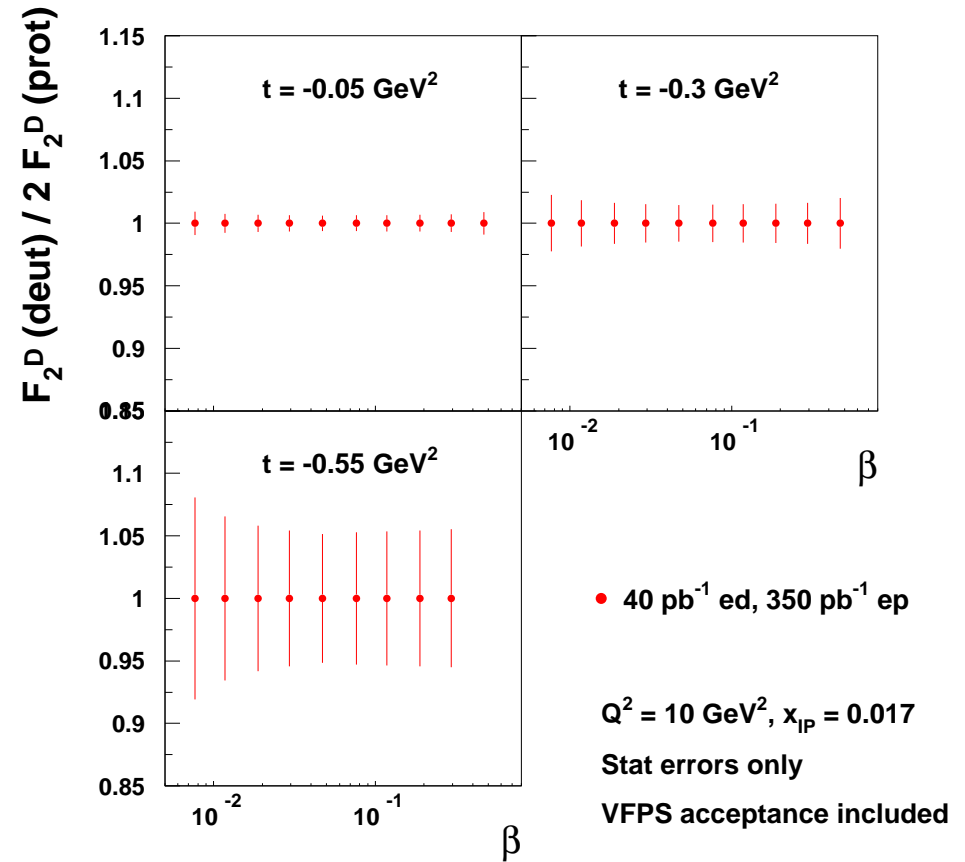 F₂ᴰ (deut) / 2 F₂ᴰ (prot)
1.15
1.1
1.05
1
0.95
0.9
t = -0.05 GeV²
t = -0.3 GeV²
10⁻²
10⁻¹
β
1.1
1.05
1
0.95
0.9
0.85
t = -0.55 GeV²
10⁻²
10⁻¹
β
40 pb⁻¹ ed, 350 pb⁻¹ ep
Q² = 10 GeV², x_IP = 0.017
Stat errors only
VFPS acceptance included